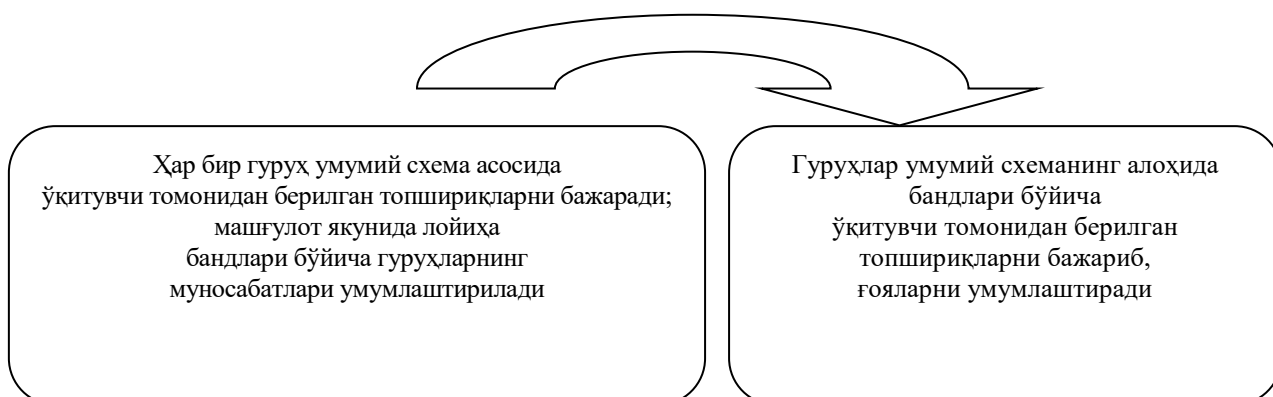 Ҳар бир гуруҳ умумий схема асосида
ўқитувчи томонидан берилган топшириқларни бажаради;
машғулот якунида лойиҳа
бандлари бўйича гуруҳларнинг
муносабатлари умумлаштирилади
Гуруҳлар умумий схеманинг алоҳида
бандлари бўйича
ўқитувчи томонидан берилган
топшириқларни бажариб,
ғояларни умумлаштиради